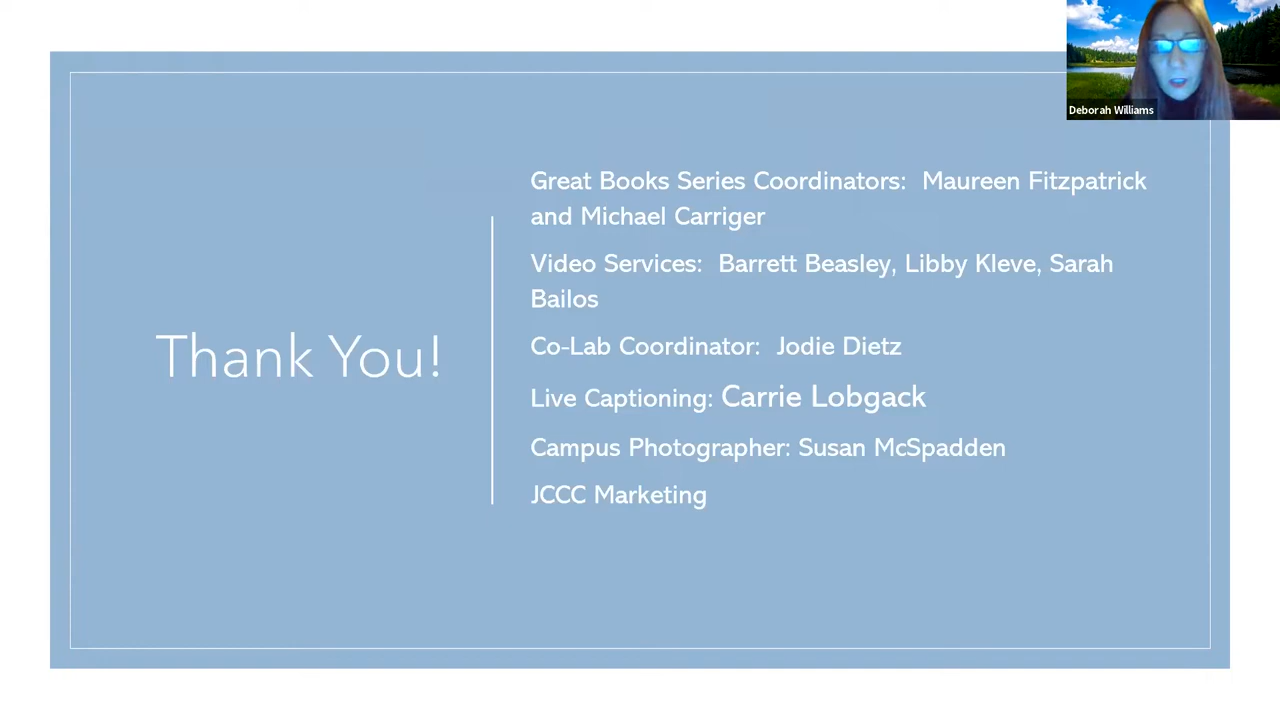 Deborah Williams
Thank You!
Great Books Series Coordinators:  Maureen Fitzpatrick
and Michael Carriger
Video Services:  Barrett Beasley, Libby Kleve, Sarah
Bailos
Co-Lab Coordinator:  Jodie Dietz
Live Captioning: Carrie Lobgack
Campus Photographer: Susan McSpadden
JCCC Marketing